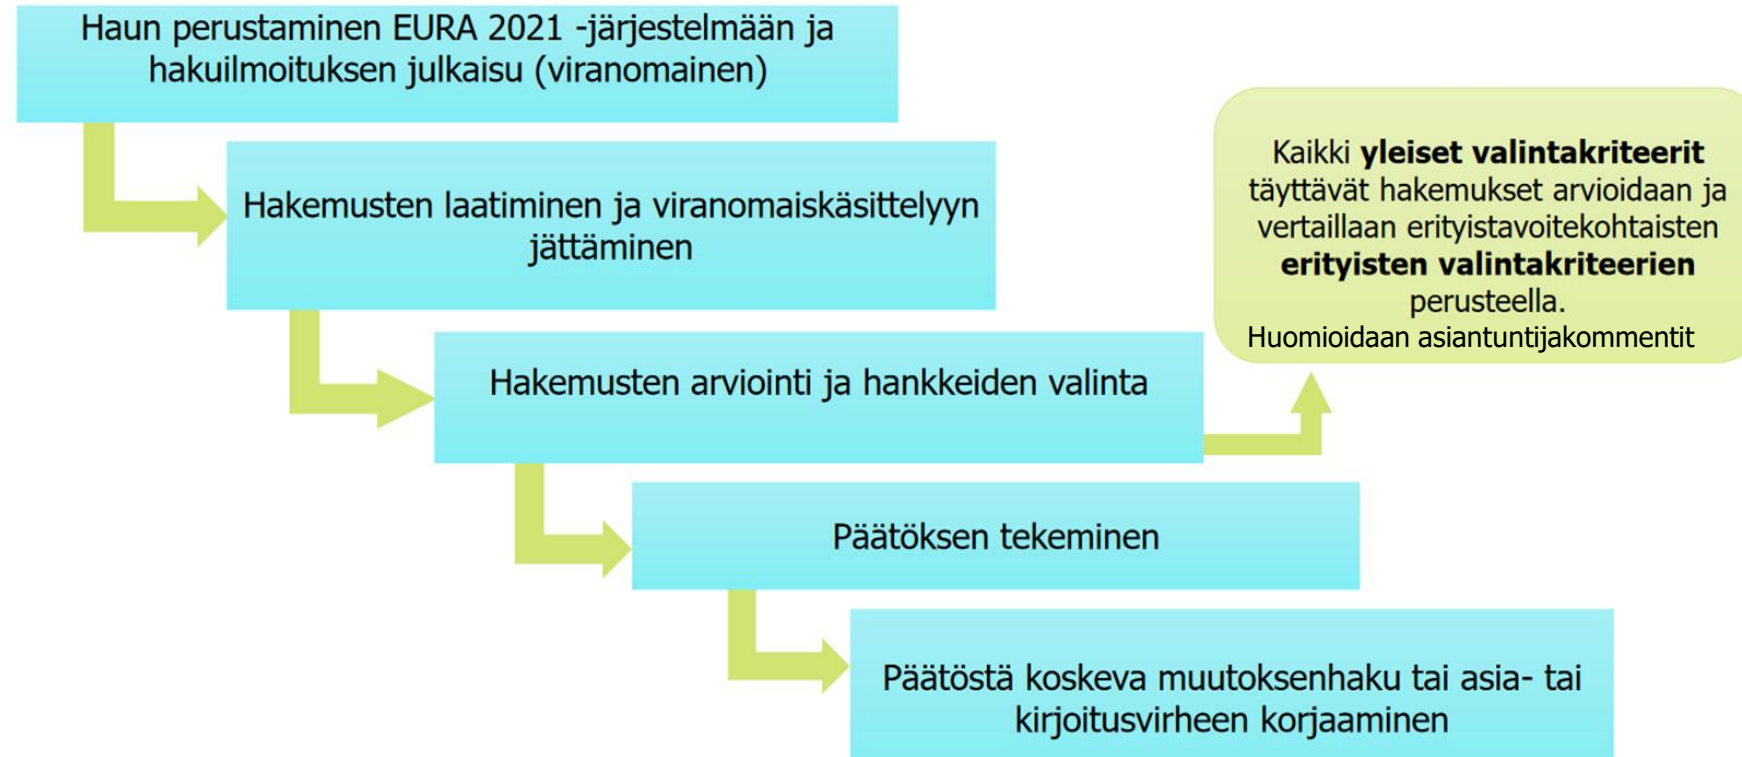 Haun perustaminen EURA 2021 -järjestelmään ja
hakuilmoituksen julkaisu (viranomainen)
Hakemusten laatiminen ja viranomaiskäsittelyyn
jättäminen
Kaikki yleiset valintakriteerit
täyttävät hakemukset arvioidaan ja
vertaillaan erityistavoitekohtaisten
erityisten valintakriteerien
perusteella.
Huomioidaan asiantuntijakommentit
Hakemusten arviointi ja hankkeiden valinta
Päätöksen tekeminen
Päätöstä koskeva muutoksenhaku tai asia- tai
kirjoitusvirheen korjaaminen